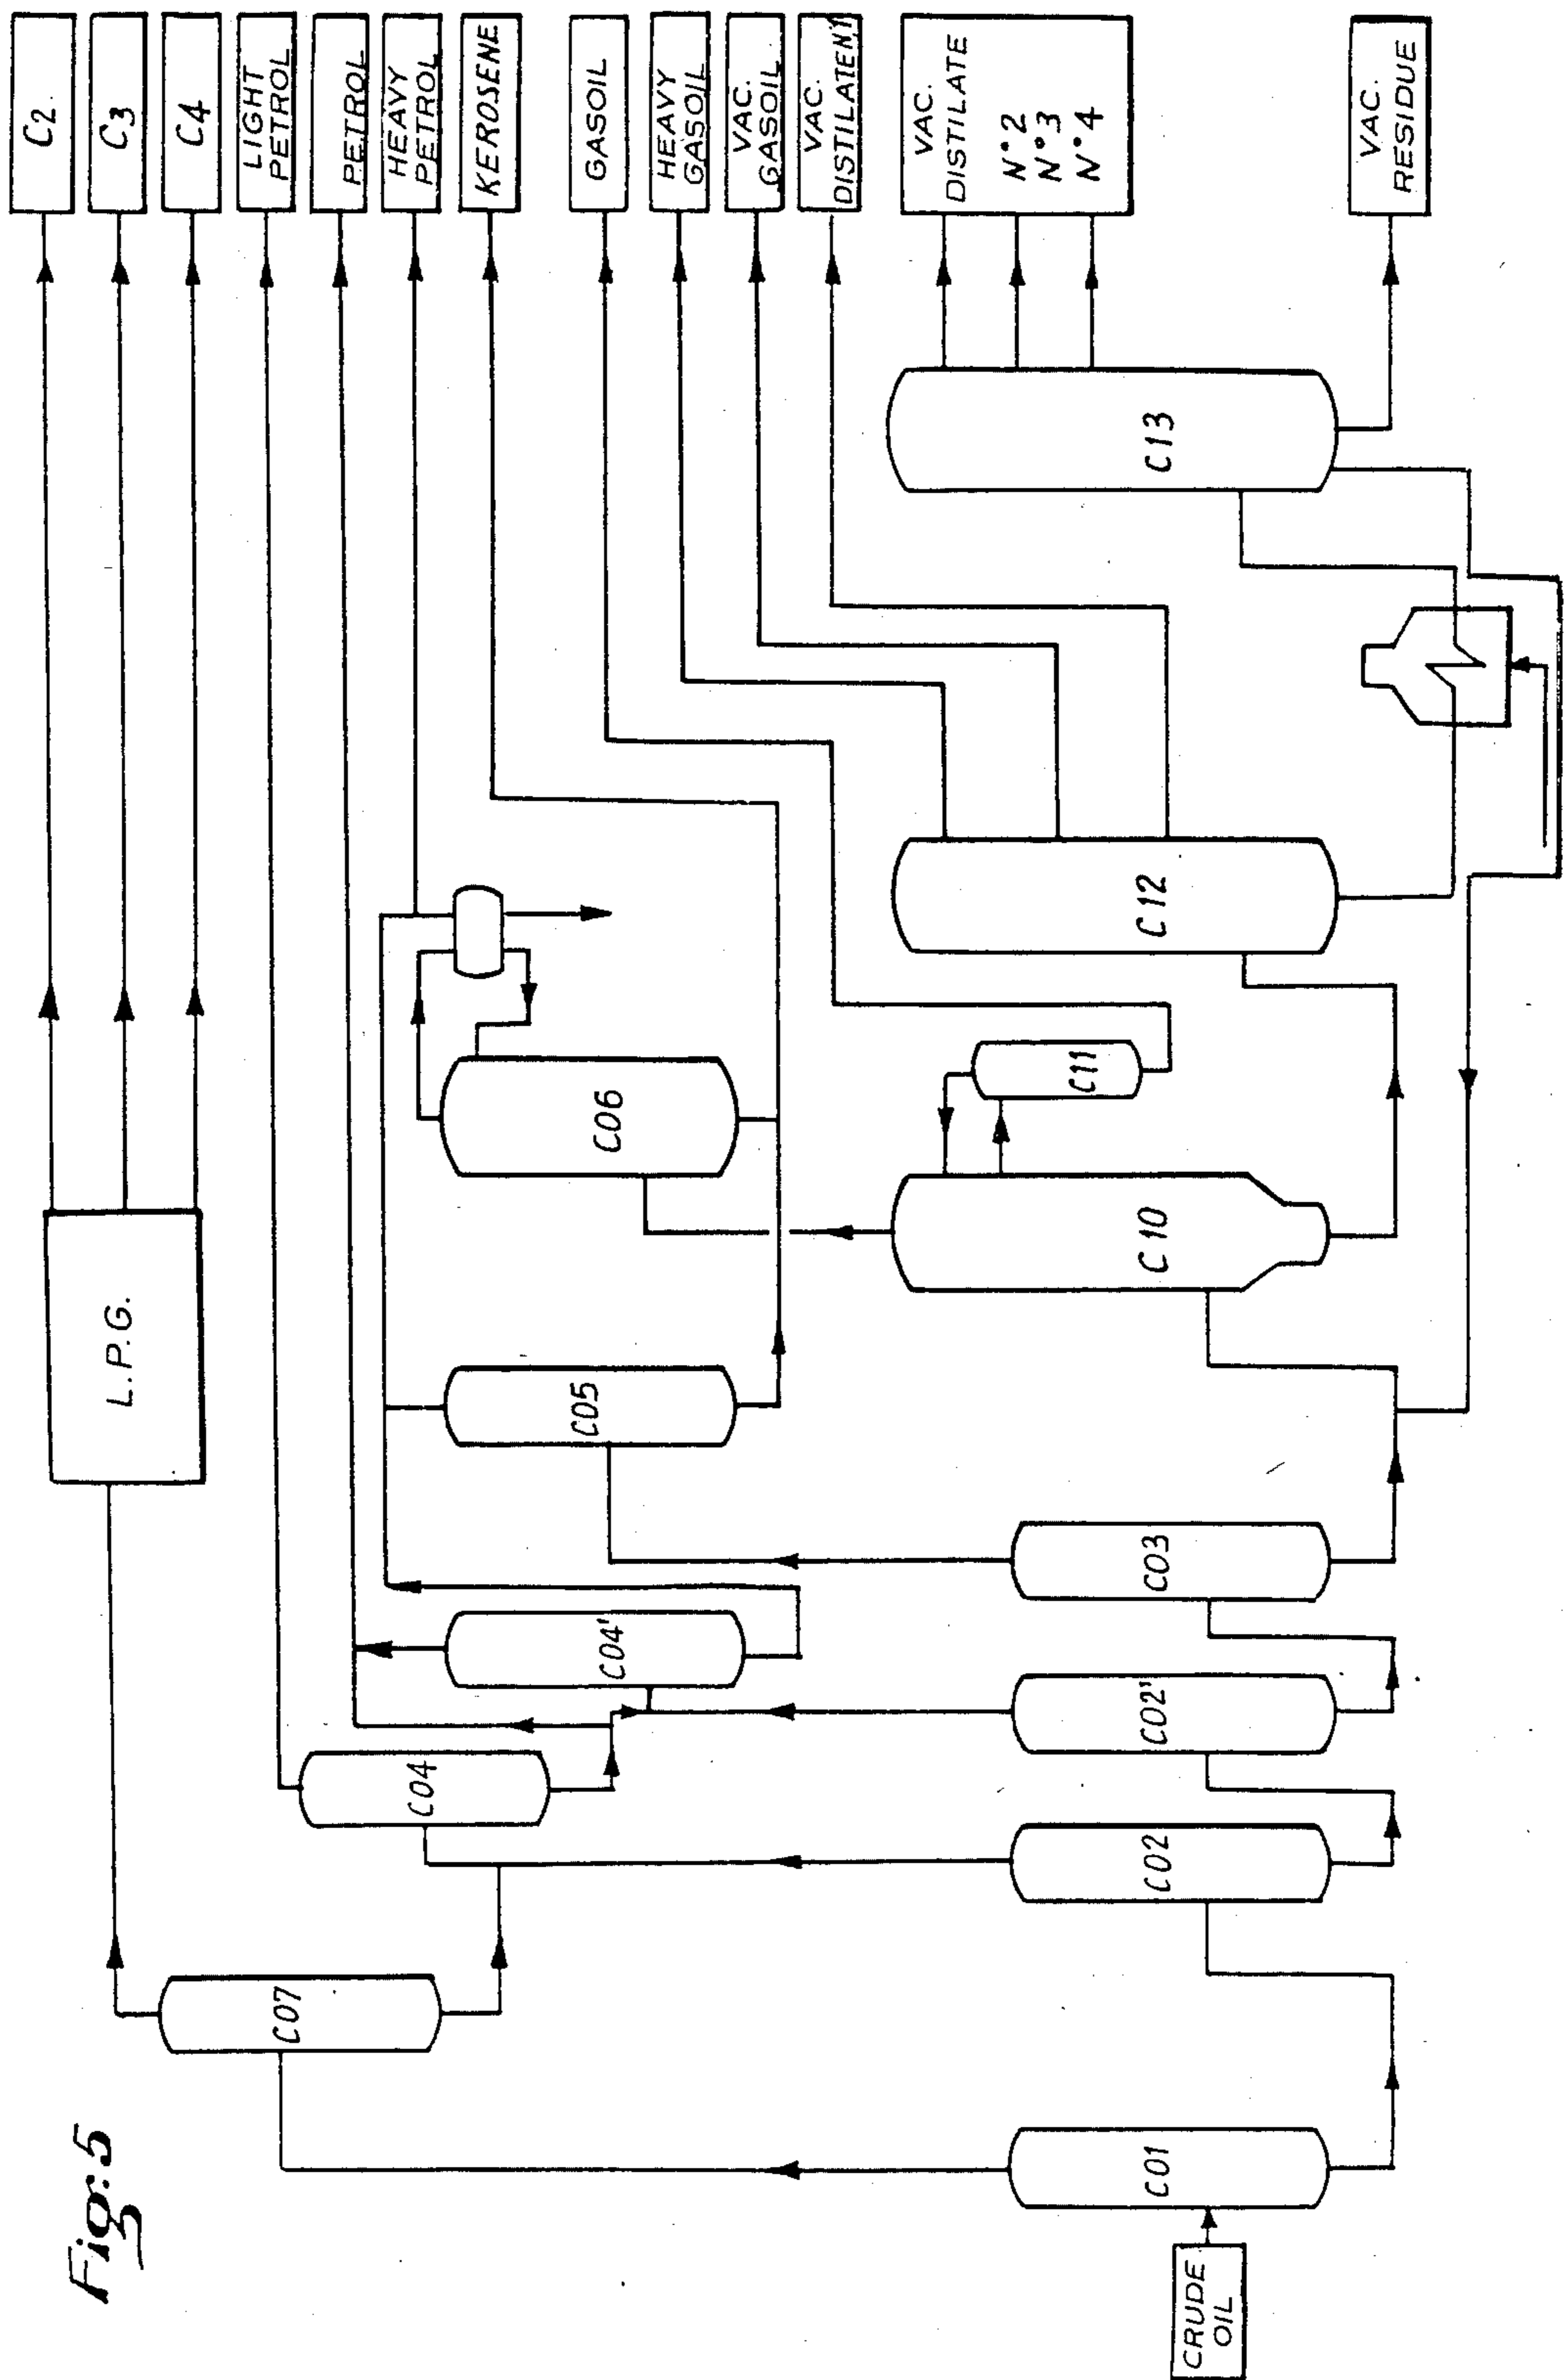 Fig:5
C2
C3
C4
LIGHT
PETROL
PETROL
HEAVY
PETROL
KEROSENE
GASOIL
HEAVY
GASOIL
VAC.
GASOIL
VAC.
DISTILATEN1
VAC.
DISTILATE
N°2
N°3
N°4
VAC.
RESIDUE
L.P.G.
C07
C04
C04'
C05
C06
C01
C02
C02'
C03
C10
C11
C12
C13
CRUDE
OIL